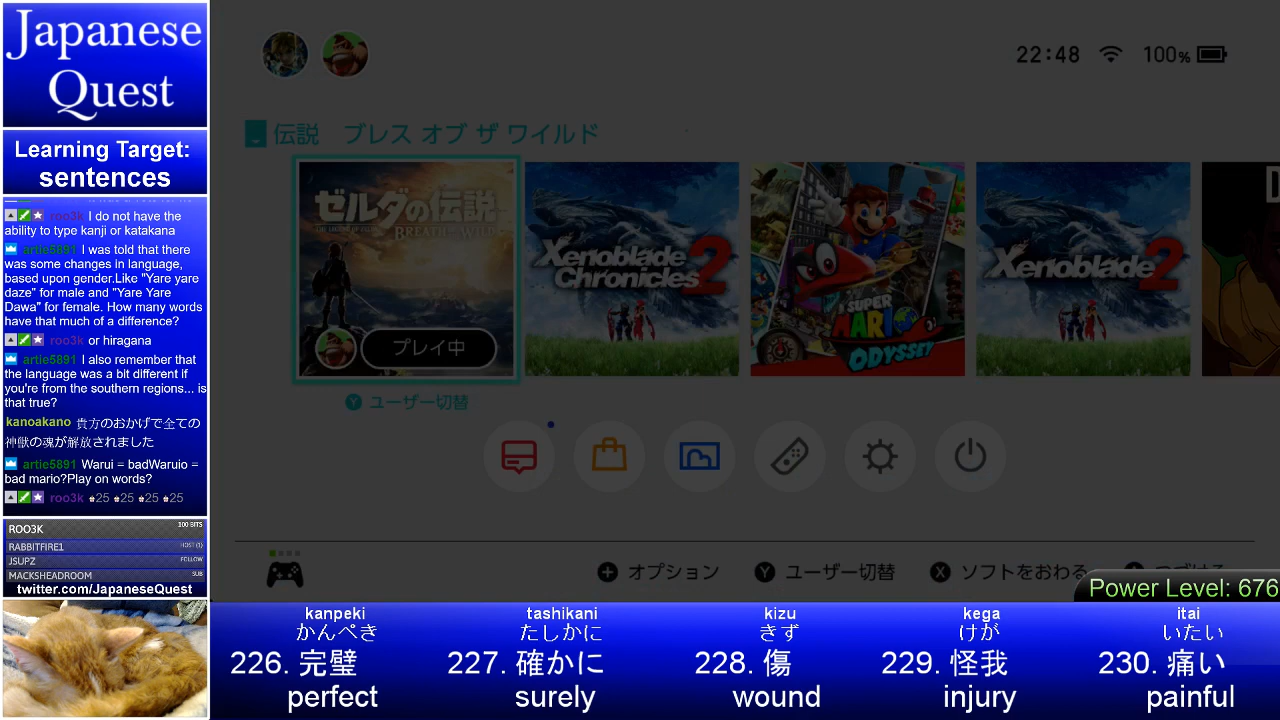 Japanese
Quest
Learning Target:
sentences
roo3k I do not have the
ability to type kanji or katakana
artie5891 I was told that there
was some changes in language,
based upon gender.Like "Yare yare
daze" for male and "Yare Yare
Dawa" for female. How many words
have that much of a difference?
roo3k or hiragana
artie5891 I also remember that
the language was a bit different If
you're from the southern regions... is
that true?
kanoakano 貴方のおかげで全ての
神獣の魂が解放されました
artie5891 Warui = badWaruio =
bad mario?Play on words?
roo3k 25 25 25 25
ROO3K 100 BITS
RABBITFIRE1 HOST (1)
JSUPZ FOLLOW
MACKSHEADROOM SUB
twitter.com/JapaneseQuest
22:48 100%
伝説 ブレス オブ ザ ワイルド
ゼルダの伝説
THE LEGEND OF ZELDA
BREATH OF THE WILD
プレイ中
Xenoblade
Chronicles 2
SUPER
MARIO
ODYSSEY
Xenoblade 2
Y ユーザー切替
+ オプション Y ユーザー切替 X ソフトをおわる
Power Level: 676
kanpeki tashikani kizu kega itai
かんぺき たしかに きず けが いたい
226. 完璧 227. 確かに 228. 傷 229. 怪我 230. 痛い
perfect surely wound injury painful